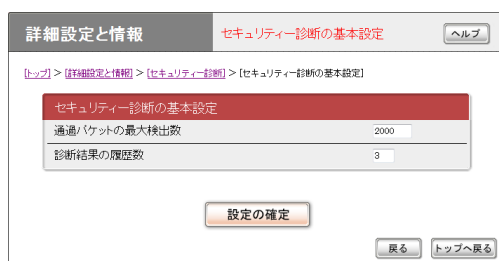 詳細設定と情報 セキュリティー診断の基本設定 ヘルプ
[トップ] > [詳細設定と情報] > [セキュリティー診断] > [セキュリティー診断の基本設定]
セキュリティー診断の基本設定
通過パケットの最大検出数 2000
診断結果の履歴数 3
設定の確定
戻る トップへ戻る